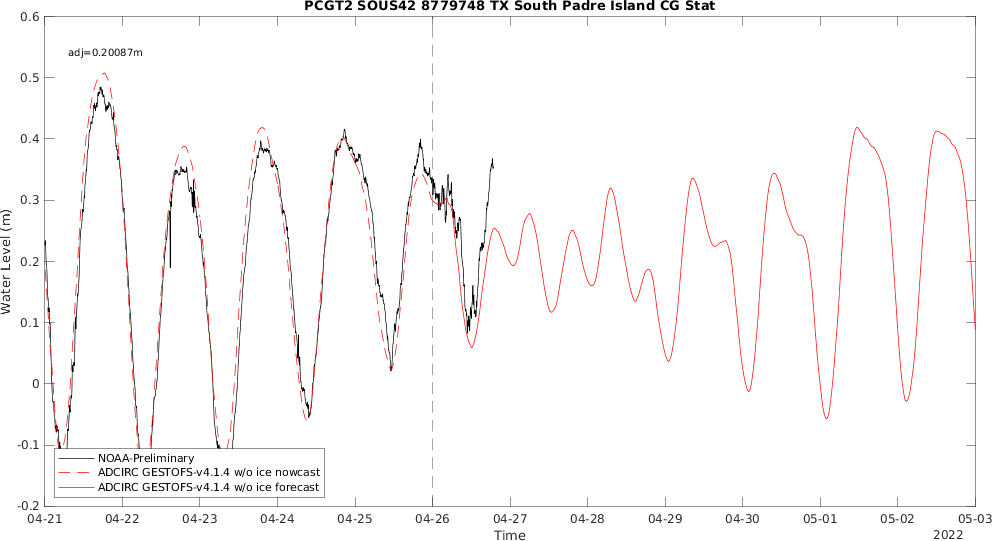 PCGT2 SOUS42 8779748 TX South Padre Island CG Stat
adj=0.20087m
0.6
0.5
0.4
0.3
0.2
0.1
0
-0.1
-0.2
Water Level (m)
NOAA-Preliminary
ADCIRC GESTOFS-v4.1.4 w/o ice nowcast
ADCIRC GESTOFS-v4.1.4 w/o ice forecast
04-21 04-22 04-23 04-24 04-25 04-26 04-27 04-28 04-29 04-30 05-01 05-02 05-03
Time
2022